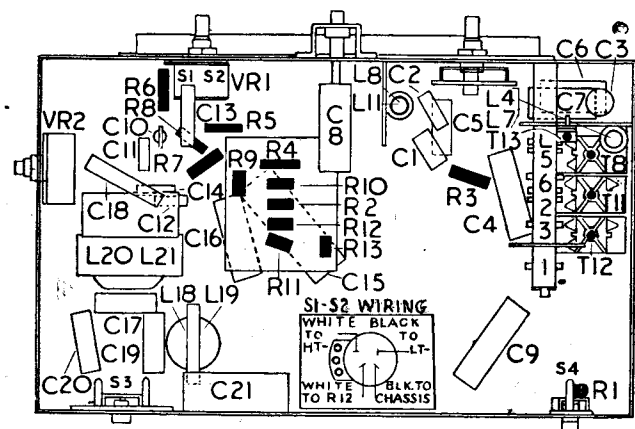 C6 C3
L8 C2
S1 S2 VR1
R6
R8
L11
L4
C7
L7
T13
VR2
C10
C11
C13
R5
C8
C5
C1
L
5
T8
R7
R9 R4
R3
6
T11
R10
C4
2
C18
C14
R2
C12
C16
R12
3
T12
L20 L21
R13
1
R11
C15
L18 L19
S1-S2 WIRING
C17
WHITE BLACK
TO TO
HT- LT-
C19
C9
C20
S3
C21
WHITE BLK.TO
TO R12 CHASSIS
S4
R1